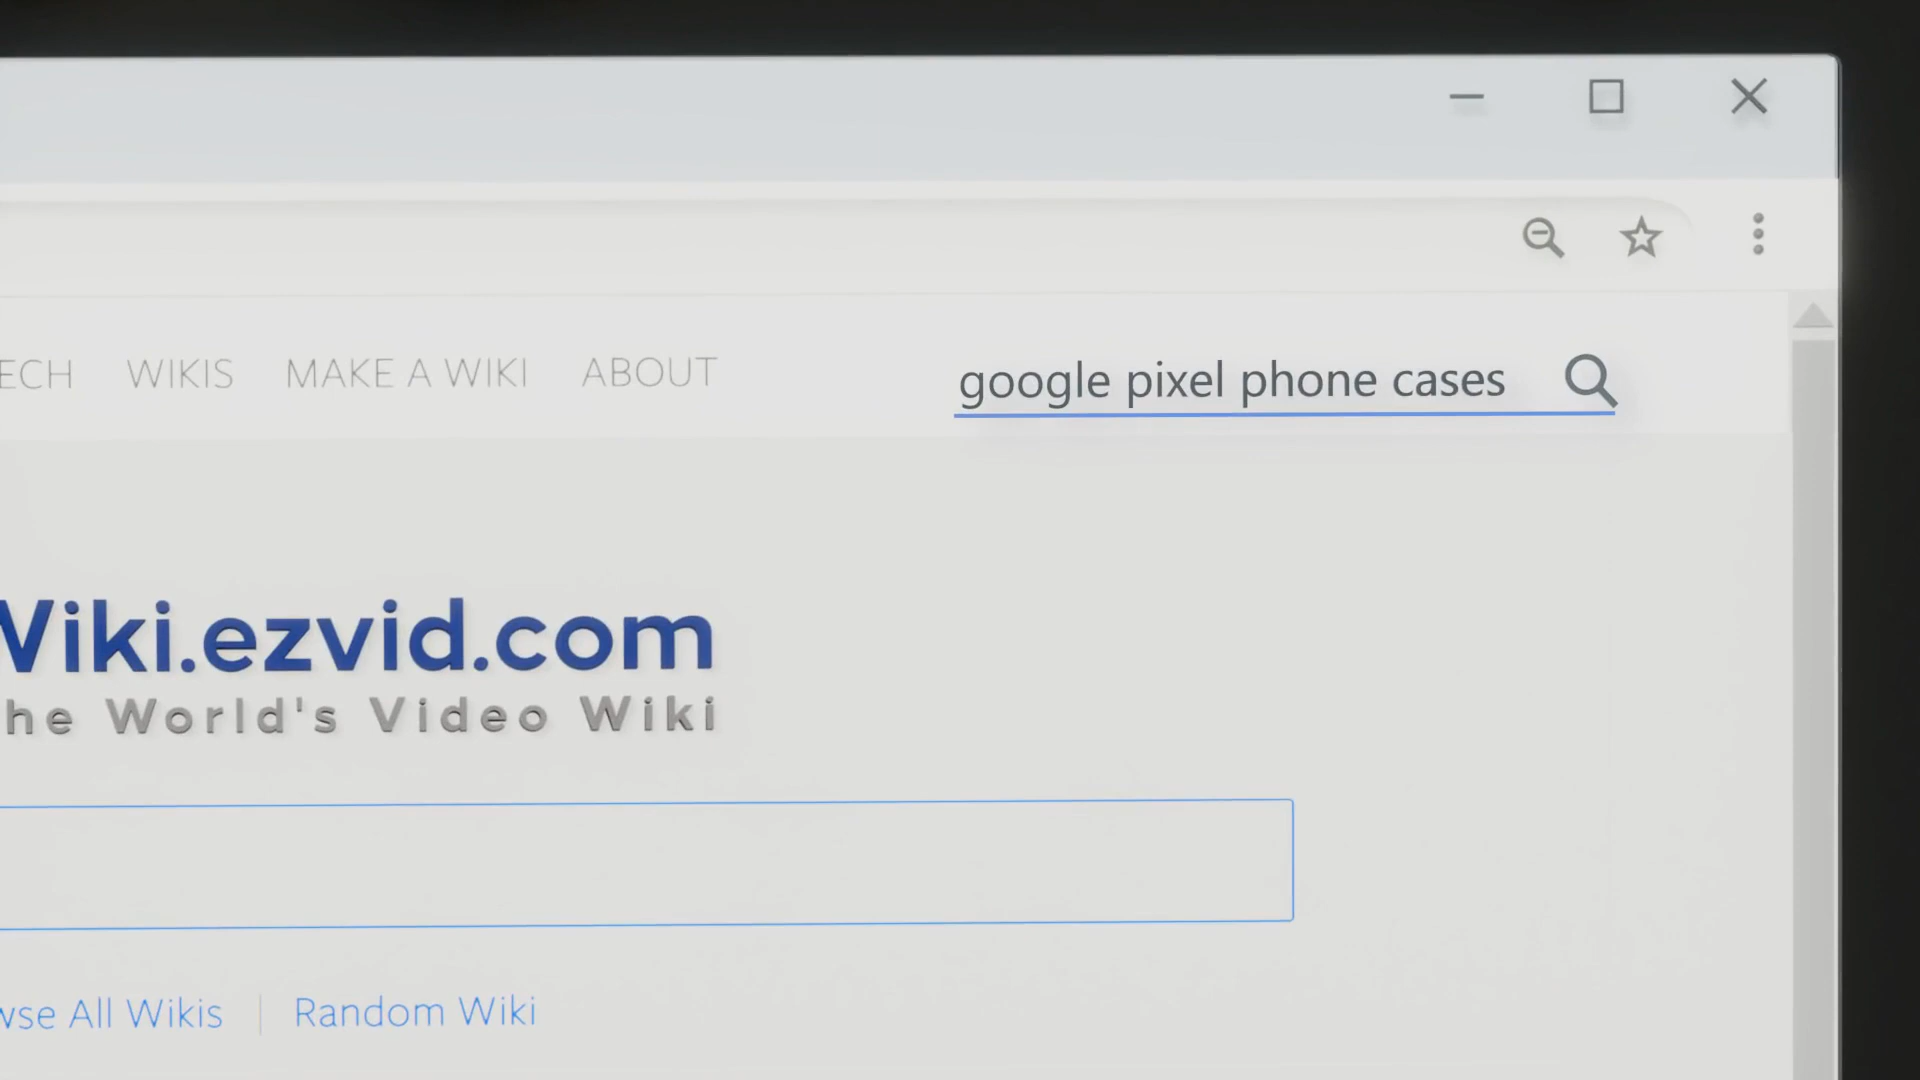 ECH WIKIS MAKE A WIKI ABOUT google pixel phone cases
Wiki.ezvid.com
he World's Video Wiki
wse All Wikis | Random Wiki